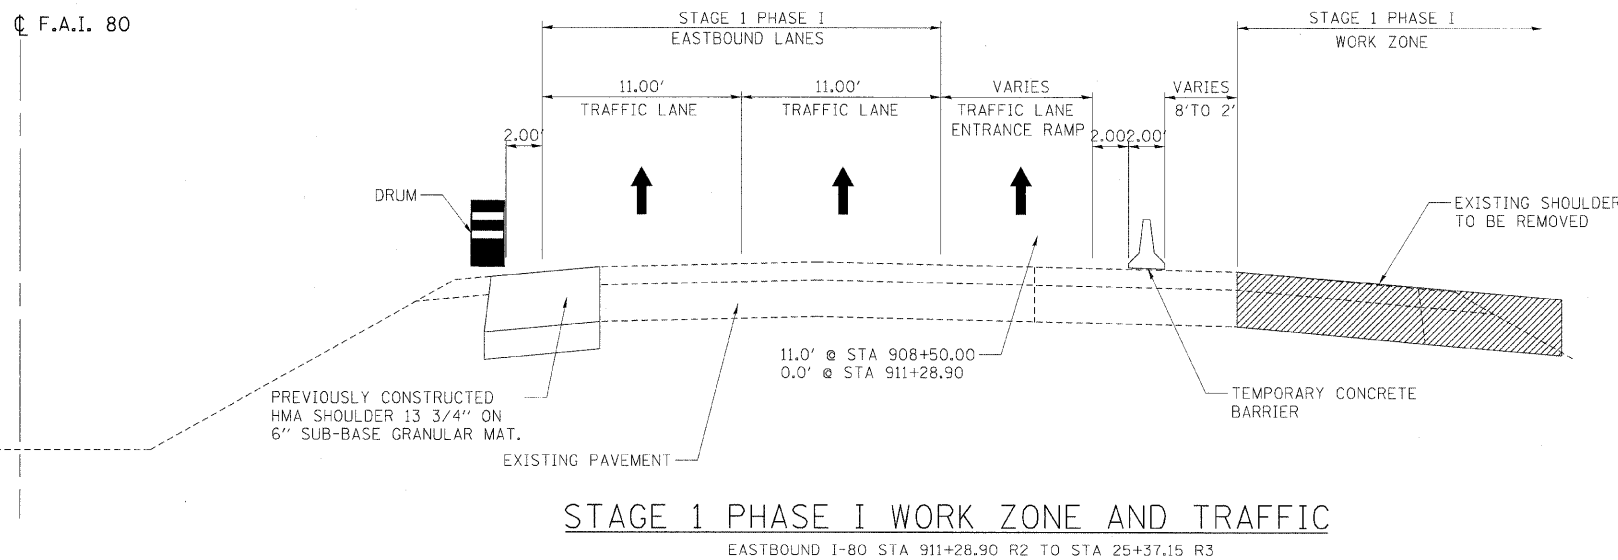 ℄ F.A.I. 80
STAGE 1 PHASE I
EASTBOUND LANES
STAGE 1 PHASE I
WORK ZONE
11.00'
TRAFFIC LANE
11.00'
TRAFFIC LANE
VARIES
TRAFFIC LANE
ENTRANCE RAMP
VARIES
8'TO 2'
2.00'
2.00
2.00'
DRUM
EXISTING SHOULDER
TO BE REMOVED
11.0' @ STA 908+50.00
0.0' @ STA 911+28.90
PREVIOUSLY CONSTRUCTED
HMA SHOULDER 13 3/4" ON
6" SUB-BASE GRANULAR MAT.
TEMPORARY CONCRETE
BARRIER
EXISTING PAVEMENT
STAGE 1 PHASE I WORK ZONE AND TRAFFIC
EASTBOUND I-80 STA 911+28.90 R2 TO STA 25+37.15 R3